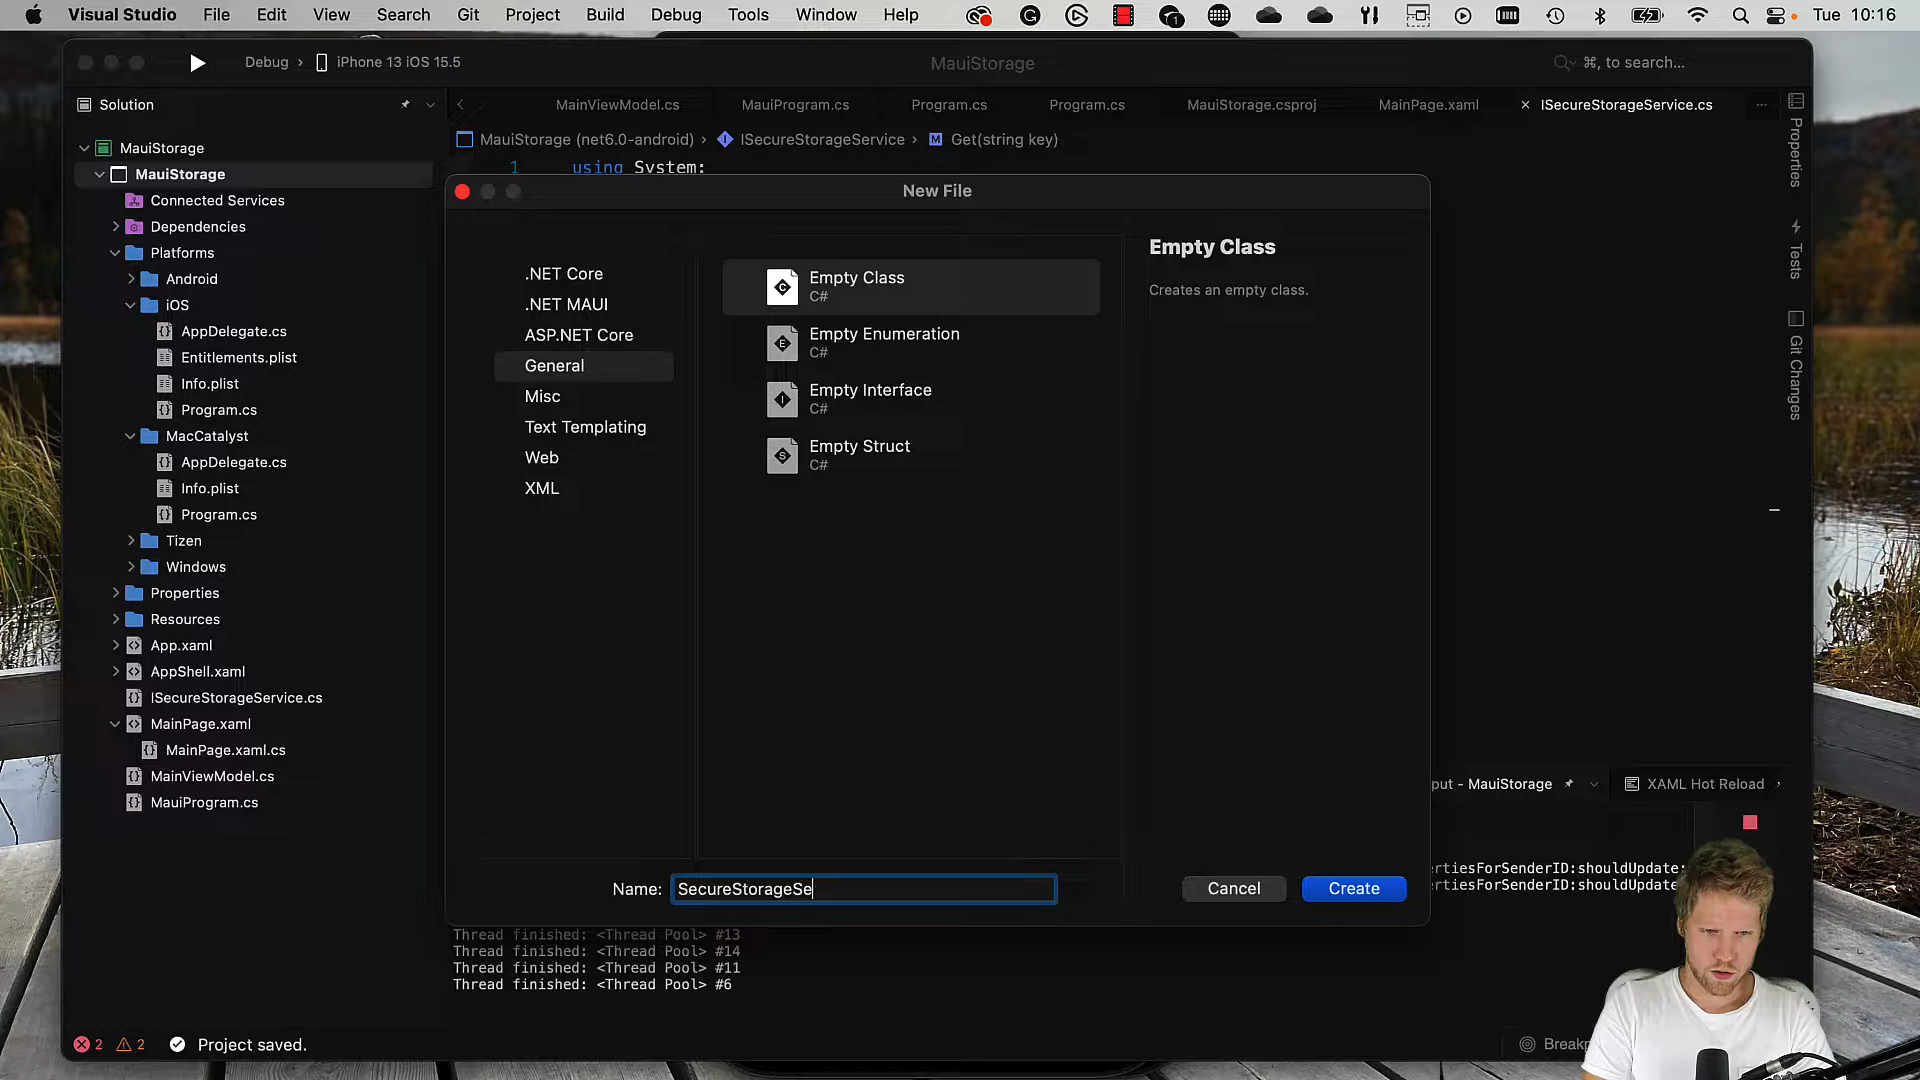 Visual Studio File Edit View Search Git Project Build Debug Tools Window Help
1
Tue 10:16
Debug › iPhone 13 iOS 15.5
MauiStorage
⌘, to search...
Solution
MainViewModel.cs MauiProgram.cs Program.cs Program.cs MauiStorage.csproj MainPage.xaml × ISecureStorageService.cs ...
MauiStorage (net6.0-android) › ISecureStorageService › M Get(string key)
1 using System;
MauiStorage
MauiStorage
Connected Services
Dependencies
Platforms
Android
iOS
AppDelegate.cs
Entitlements.plist
Info.plist
Program.cs
MacCatalyst
AppDelegate.cs
Info.plist
Program.cs
Tizen
Windows
Properties
Resources
App.xaml
AppShell.xaml
ISecureStorageService.cs
MainPage.xaml
MainPage.xaml.cs
MainViewModel.cs
MauiProgram.cs
New File
.NET Core
.NET MAUI
ASP.NET Core
General
Misc
Text Templating
Web
XML
Empty Class
C#
Empty Enumeration
C#
Empty Interface
C#
Empty Struct
C#
Empty Class
Creates an empty class.
Name: SecureStorageSe
Cancel
Create
Properties
Tests
Git Changes
put - MauiStorage
XAML Hot Reload
ertiesForSenderID:shouldUpdate:
ertiesForSenderID:shouldUpdate
Thread finished: <Thread Pool> #13
Thread finished: <Thread Pool> #14
Thread finished: <Thread Pool> #11
Thread finished: <Thread Pool> #6
2 2 Project saved.
Breakp